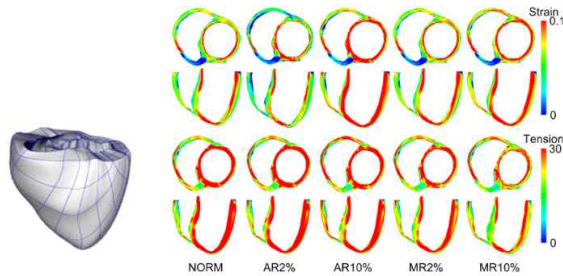 Strain
0.1
0
Tension
30
0
NORM AR2% AR10% MR2% MR10%